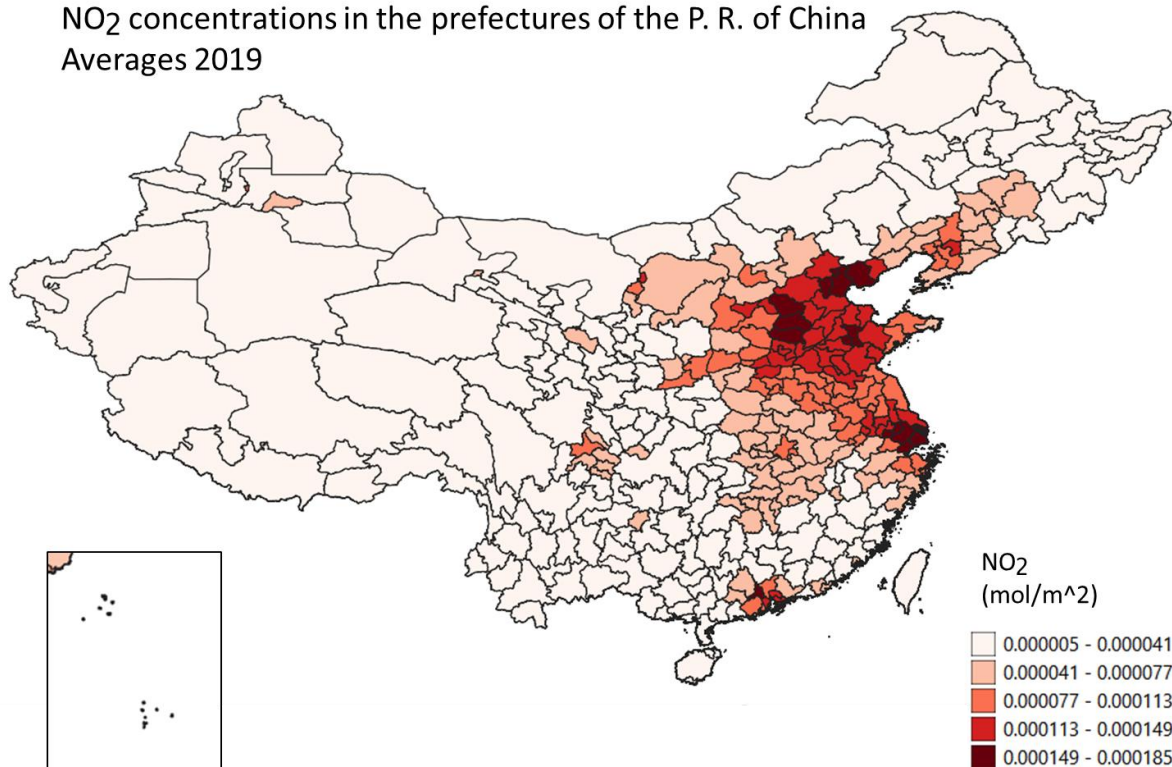 NO2 concentrations in the prefectures of the P. R. of China
Averages 2019
NO2
(mol/m^2)
0.000005 - 0.000041
0.000041 - 0.000077
0.000077 - 0.000113
0.000113 - 0.000149
0.000149 - 0.000185